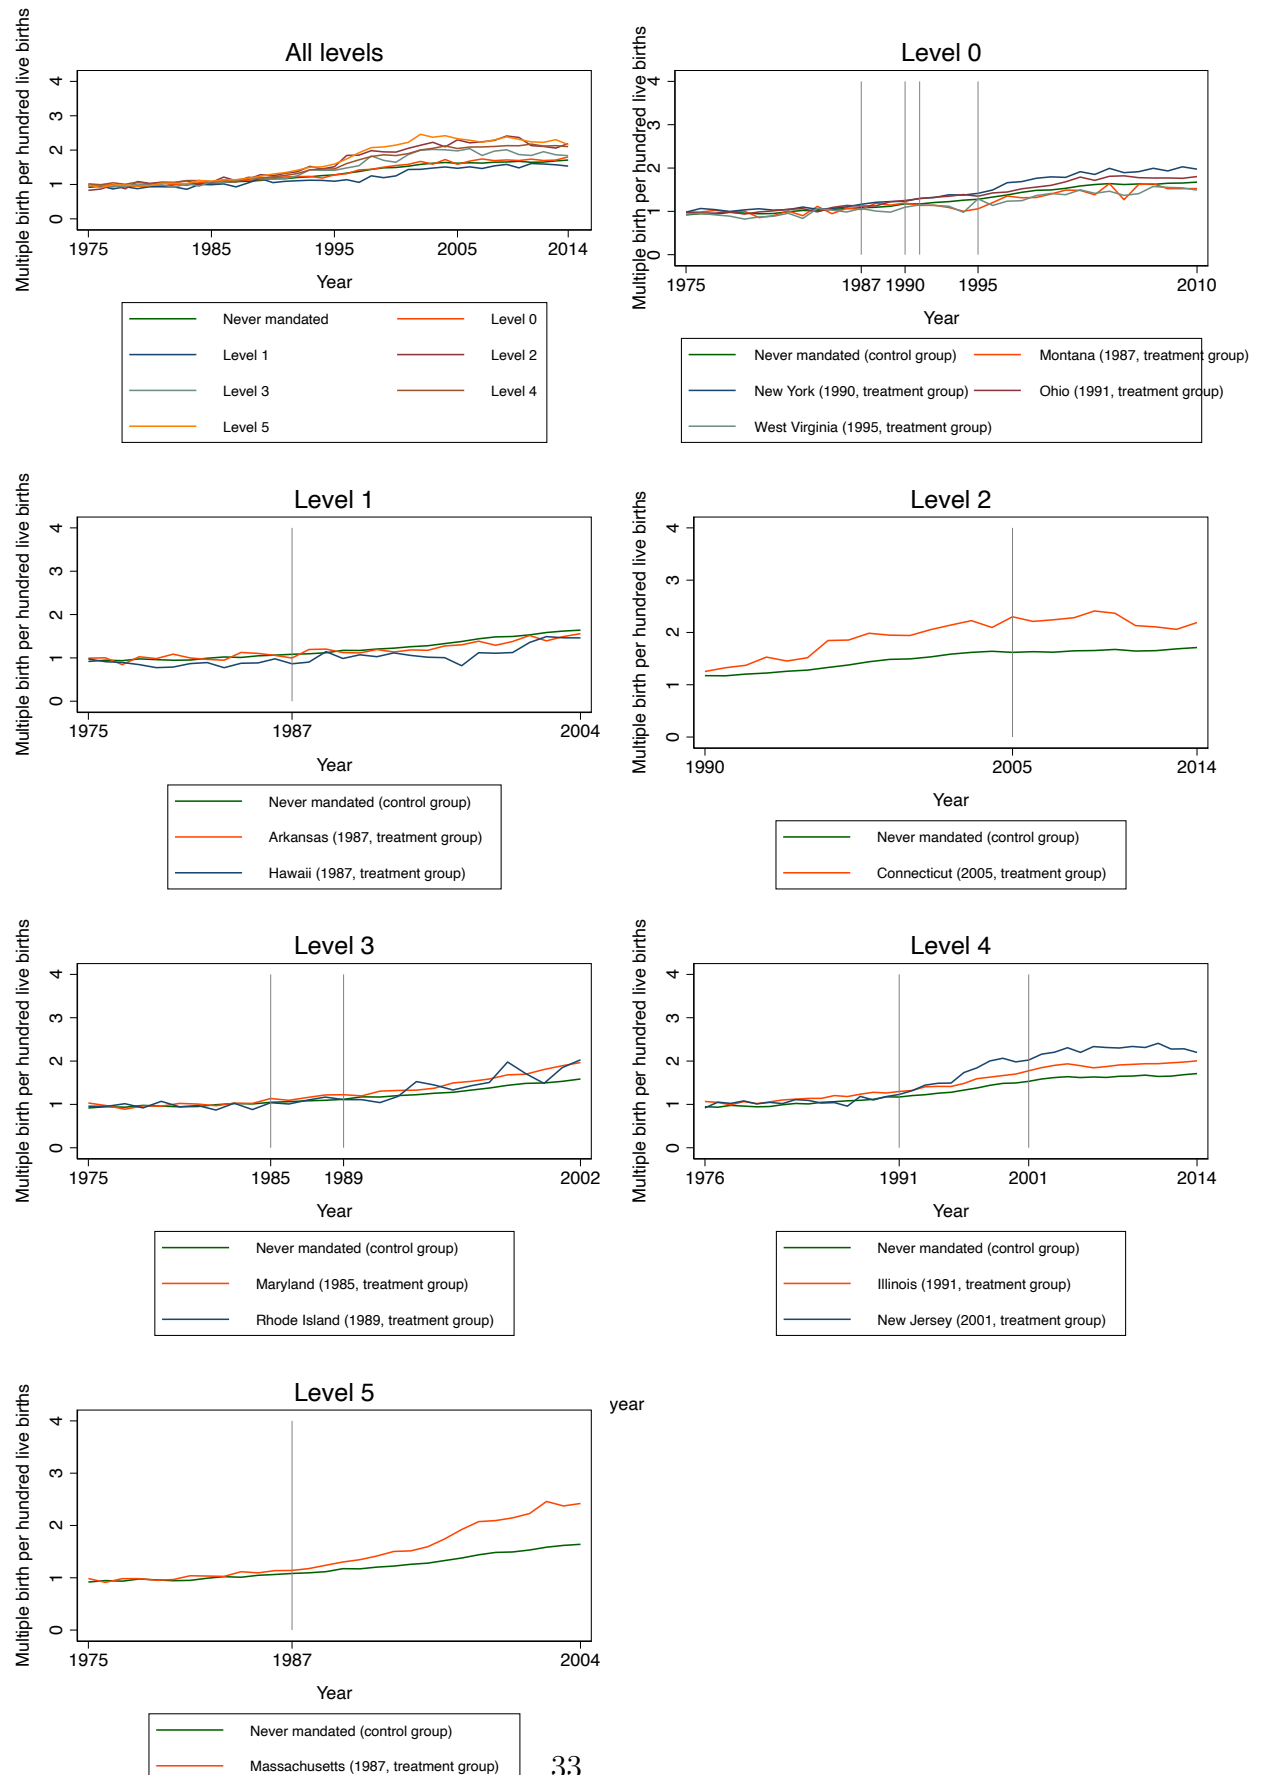 All levels
Multiple birth per hundred live births
0 1 2 3 4
1975 1985 1995 2005 2014
Year
Never mandated Level 0
Level 1 Level 2
Level 3 Level 4
Level 5
Level 0
Multiple birth per hundred live births
0 1 2 3 4
1975 1987 1990 1995 2010
Year
Never mandated (control group) Montana (1987, treatment group)
New York (1990, treatment group) Ohio (1991, treatment group)
West Virginia (1995, treatment group)
Level 1
Multiple birth per hundred live births
0 1 2 3 4
1975 1987 2004
Year
Never mandated (control group)
Arkansas (1987, treatment group)
Hawaii (1987, treatment group)
Level 2
Multiple birth per hundred live births
0 1 2 3 4
1990 2005 2014
Year
Never mandated (control group)
Connecticut (2005, treatment group)
Level 3
Multiple birth per hundred live births
0 1 2 3 4
1975 1985 1989 2002
Year
Never mandated (control group)
Maryland (1985, treatment group)
Rhode Island (1989, treatment group)
Level 4
Multiple birth per hundred live births
0 1 2 3 4
1976 1991 2001 2014
Year
Never mandated (control group)
Illinois (1991, treatment group)
New Jersey (2001, treatment group)
Level 5
Multiple birth per hundred live births
0 1 2 3 4
1975 1987 2004
Year
Never mandated (control group)
Massachusetts (1987, treatment group)
year
33